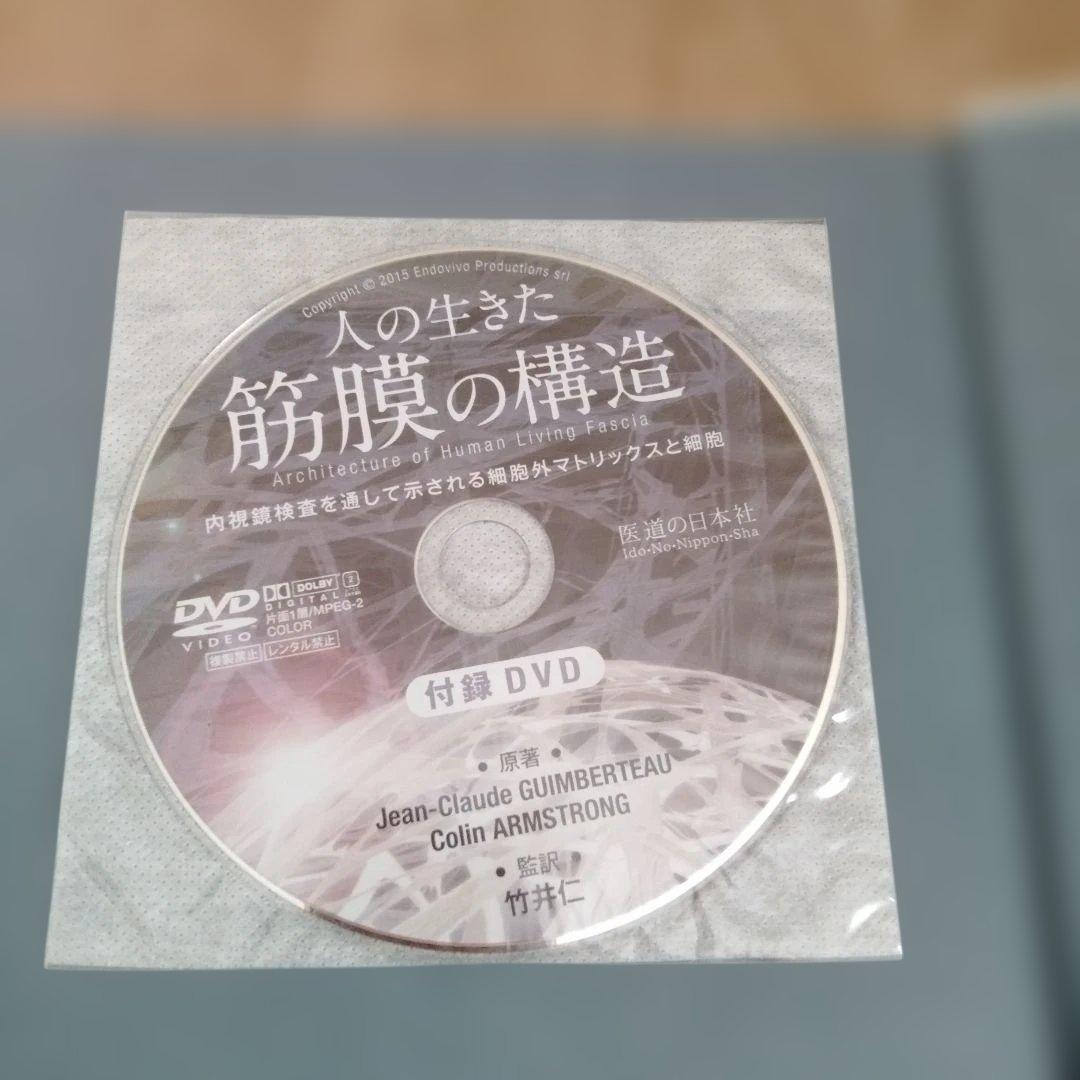 Copyright © 2015 Endovivo Productions srl
人の生きた
筋膜の構造
Architecture of Human Living Fascia
内視鏡検査を通して示される細胞外マトリックスと細胞
医道の日本社
Ido-No-Nippon-Sha
DVD
VIDEO
DOLBY
DIGITAL
2
片面1層/MPEG-2
COLOR
複製禁止
レンタル禁止
付録 DVD
• 原著 •
Jean-Claude GUIMBERTEAU
Colin ARMSTRONG
• 監訳 •
竹井仁